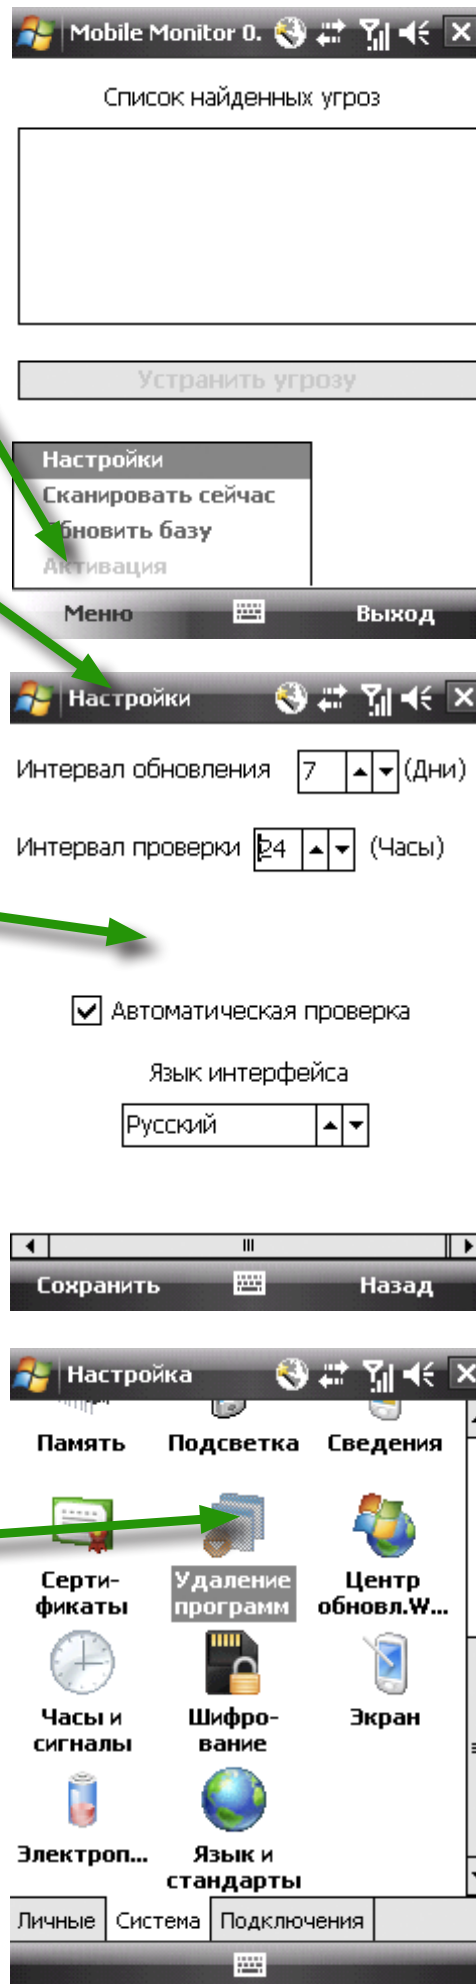 Mobile Monitor 0.
Список найденных угроз
Устранить угрозу
Настройки
Сканировать сейчас
Обновить базу
Активация
Меню Выход
Настройки
Интервал обновления 7 (Дни)
Интервал проверки 24 (Часы)
Автоматическая проверка
Язык интерфейса
Русский
Сохранить Назад
Настройка
Память Подсветка Сведения
Серти- Удаление Центр
фикаты программ обновл.W...
Часы и Шифро- Экран
сигналы вание
Электроп... Язык и
стандарты
Личные Система Подключения